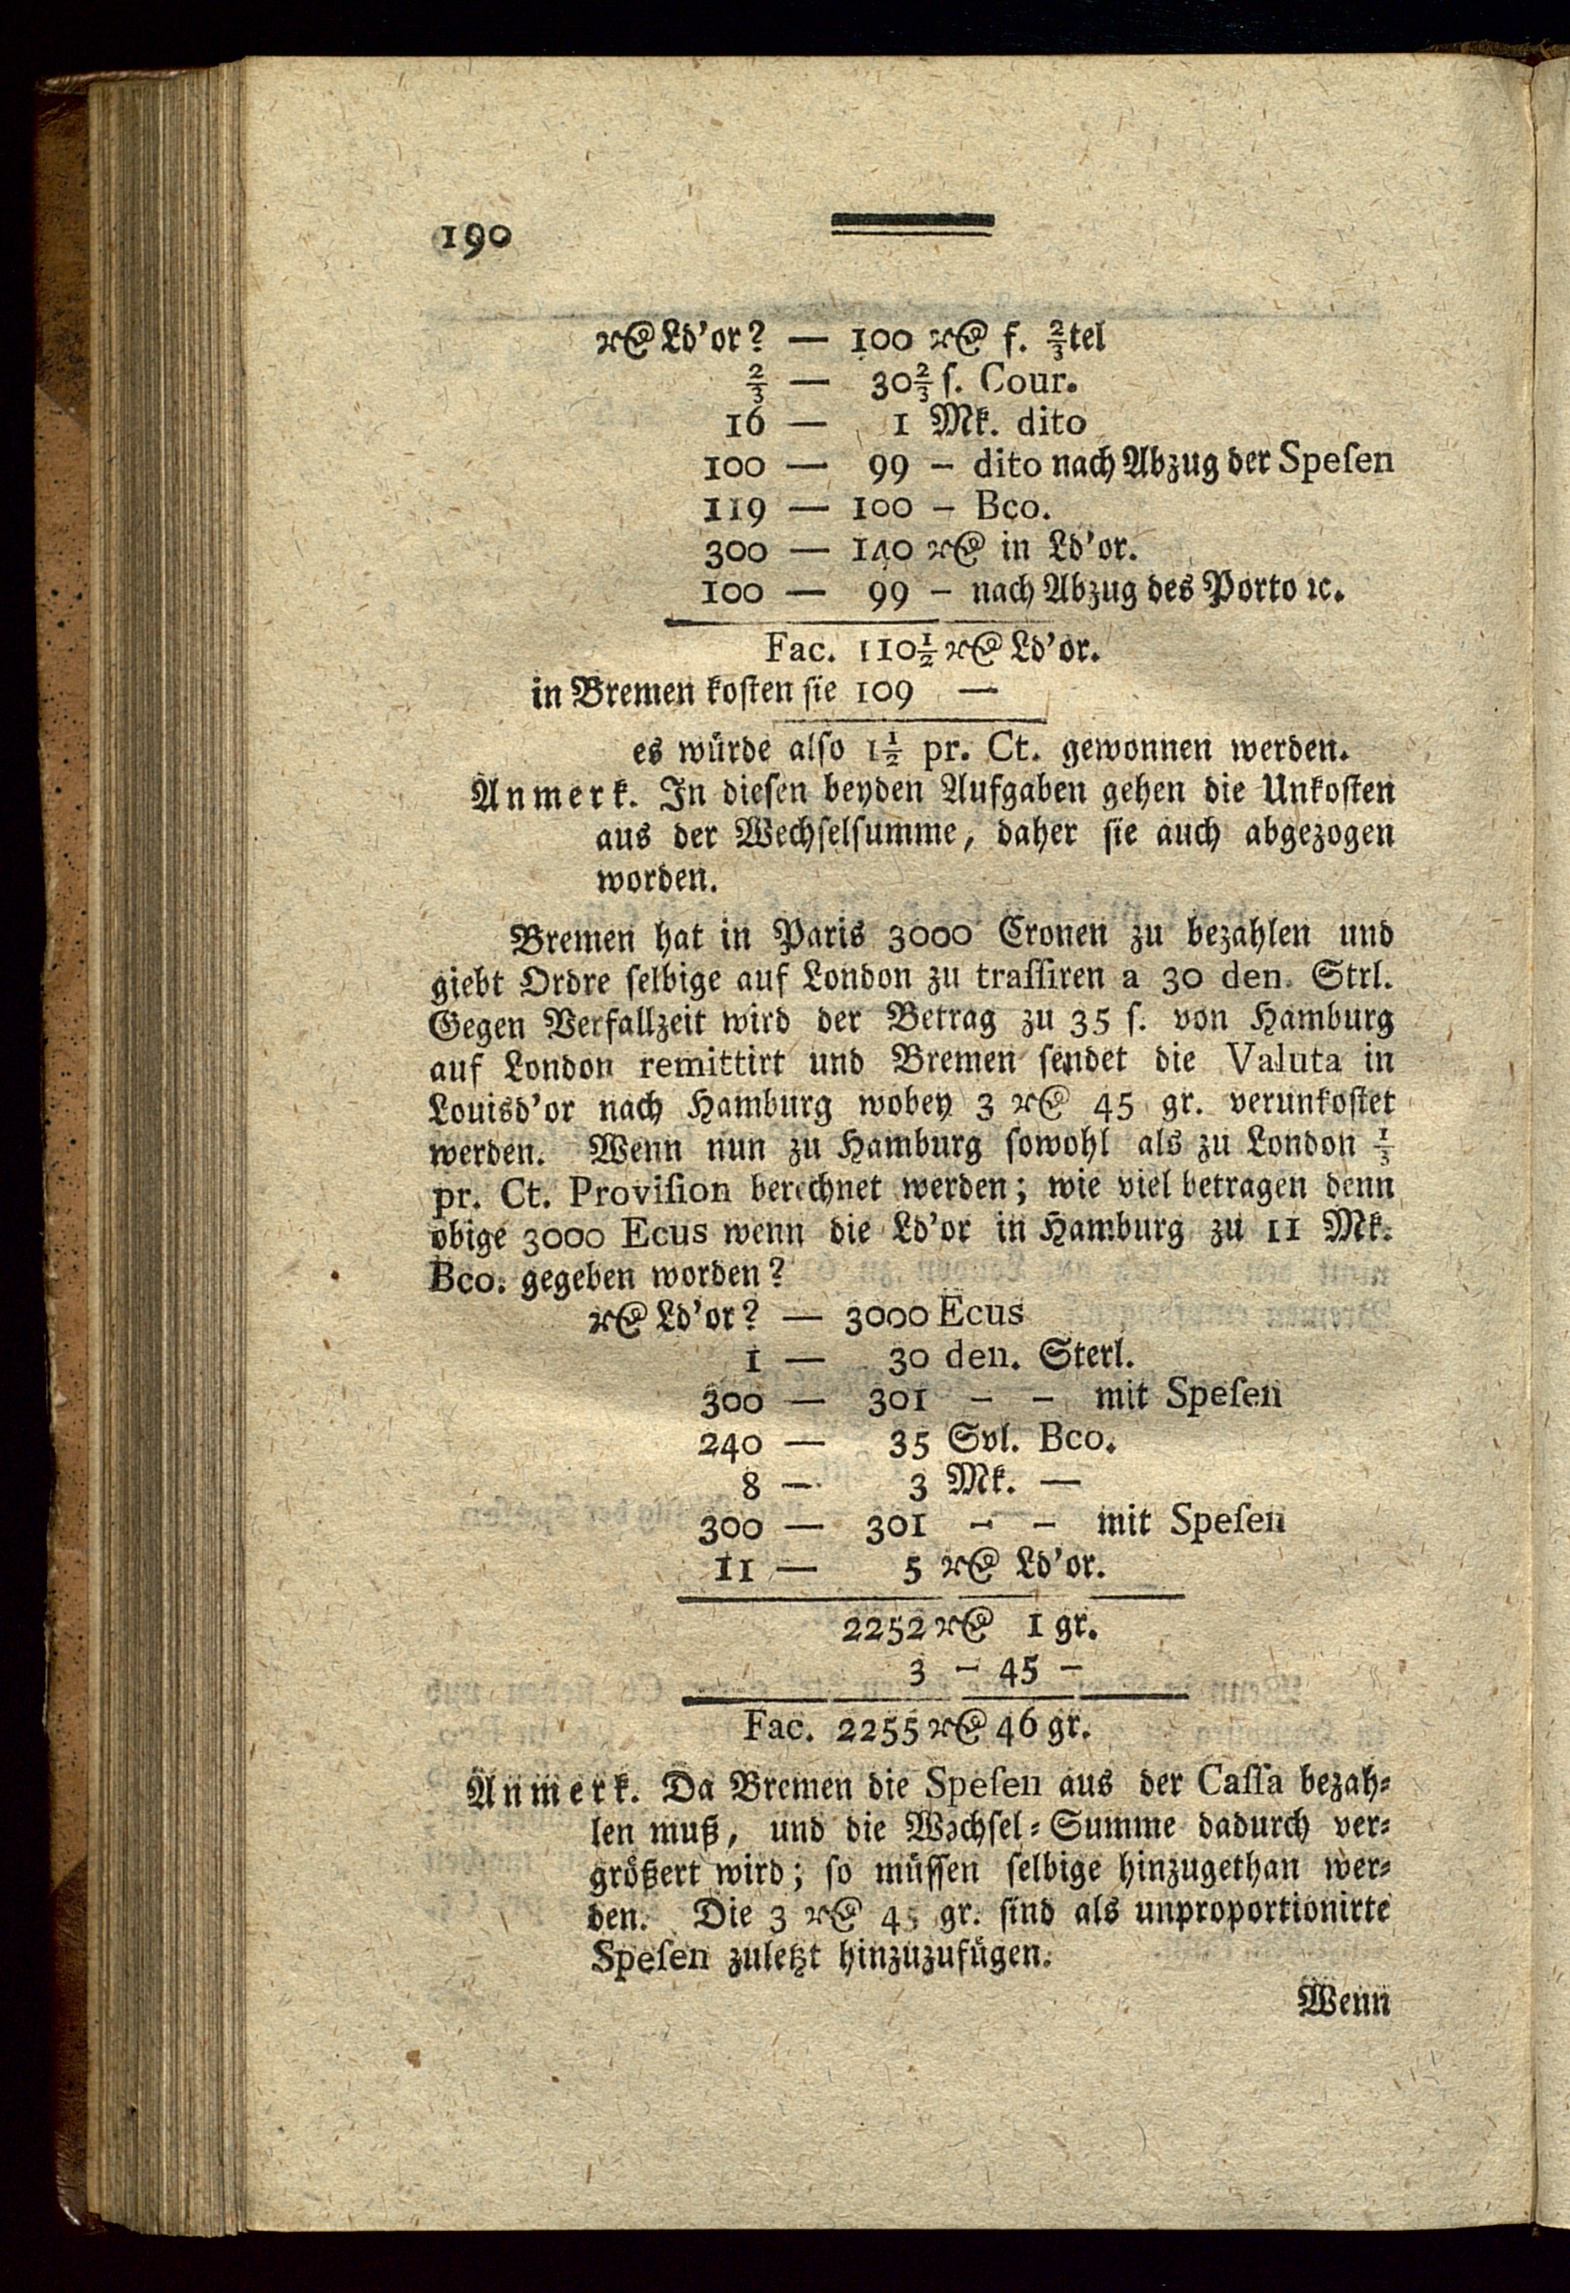 190
rthlr Ld'or? — 100 rthlr f. ⅔tel
⅔ — 30⅔ ſ. Cour.
16 — 1 Mk. dito
100 — 99 – dito nach Abzug der Speſen
119 — 100 – Bco.
300 — 140 rthlr in Ld'or.
100 — 99 – nach Abzug des Porto ꝛc.
Fac. 110½ rthlr Ld'or.
in Bremen koſten ſie 109 —
es würde alſo 1½ pr. Ct. gewonnen werden.
Anmerk. In dieſen beyden Aufgaben gehen die Unkoſten
aus der Wechſelſumme, daher ſie auch abgezogen
worden.
Bremen hat in Paris 3000 Cronen zu bezahlen und
giebt Ordre ſelbige auf London zu traſſiren a 30 den. Strl.
Gegen Verfallzeit wird der Betrag zu 35 ſ. von Hamburg
auf London remittirt und Bremen ſendet die Valuta in
Louisd'or nach Hamburg wobey 3 rthlr 45 gr. verunkoſtet
werden. Wenn nun zu Hamburg ſowohl als zu London ⅓
pr. Ct. Proviſion berechnet werden; wie viel betragen denn
obige 3000 Ecus wenn die Ld'or in Hamburg zu 11 Mk.
Bco. gegeben worden?
rthlr Ld'or? — 3000 Ecus
1 — 30 den. Sterl.
300 — 301 – – mit Speſen
240 — 35 Svl. Bco.
8 — 3 Mk. —
300 — 301 – – mit Speſen
11 — 5 rthlr Ld'or.
2252 rthlr 1 gr.
3 – 45 –
Fac. 2255 rthlr 46 gr.
Anmerk. Da Bremen die Speſen aus der Caſſa bezah⸗
len muß, und die Wechſel⸗Summe dadurch ver⸗
größert wird; ſo müſſen ſelbige hinzugethan wer⸗
den. Die 3 rthlr 45 gr. ſind als unproportionirte
Speſen zuletzt hinzuzufügen.
Wenn